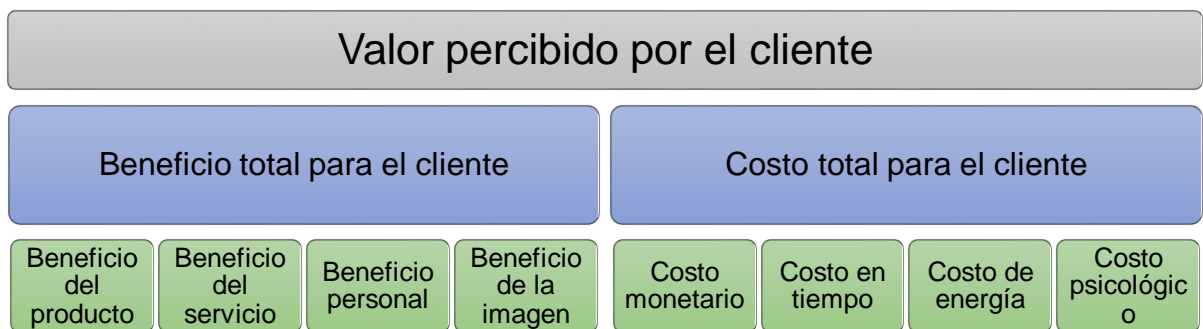 Valor percibido por el cliente
Beneficio total para el cliente
Costo total para el cliente
Beneficio
del
producto
Beneficio
del
servicio
Beneficio
personal
Beneficio
de la
imagen
Costo
monetario
Costo en
tiempo
Costo de
energía
Costo
psicológic
o